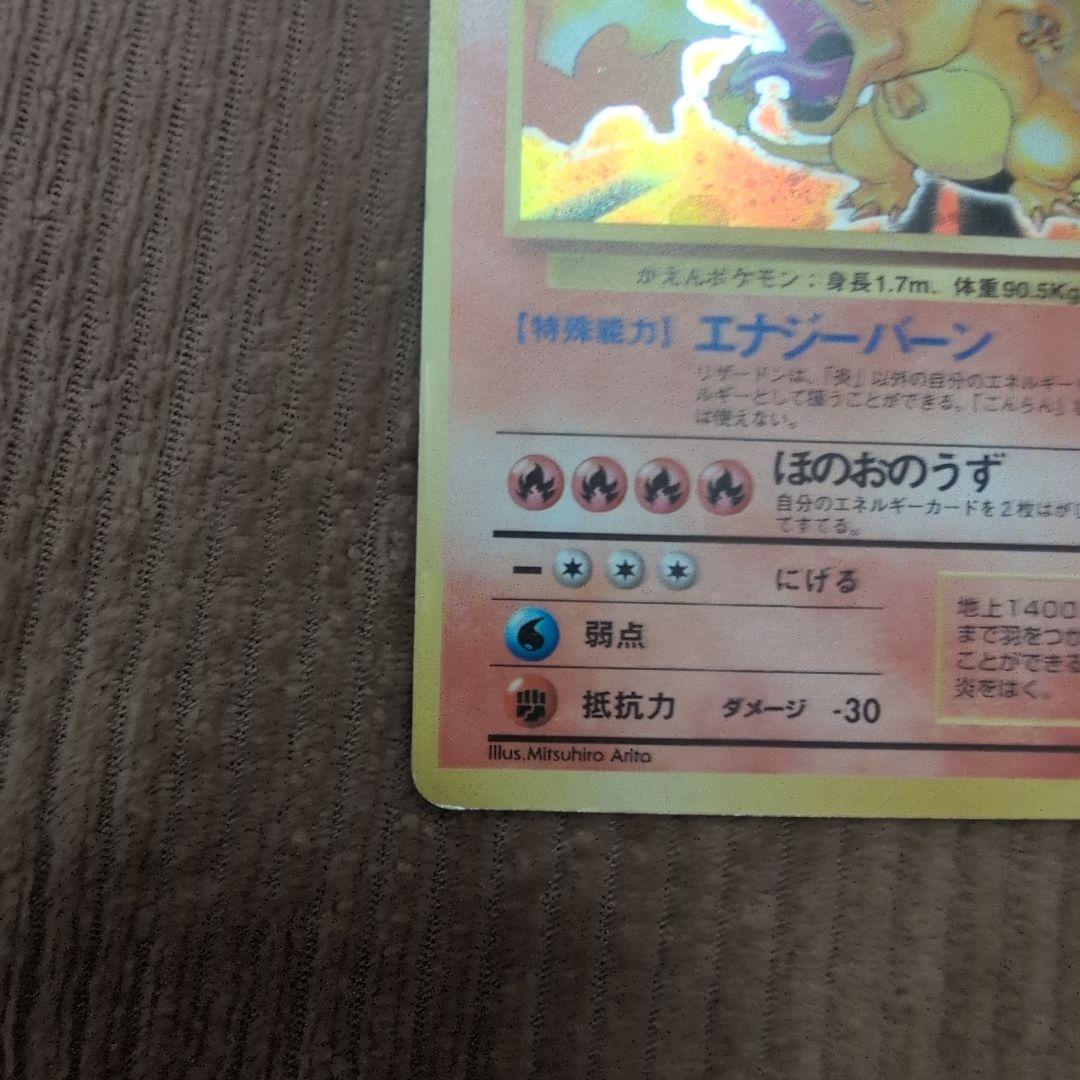 かえんポケモン：身長1.7m、体重90.5Kg
【特殊能力】 エナジーバーン
リザードンは、「炎」以外の自分のエネルギー
ルギーとして扱うことができる。「こんらん」
は使えない。
ほのおのうず
自分のエネルギーカードを2枚はが
てすてる。
にげる
弱点
抵抗力 ダメージ -30
地上1400
まで羽をつか
ことができる
炎をはく。
Illus.Mitsuhiro Arita